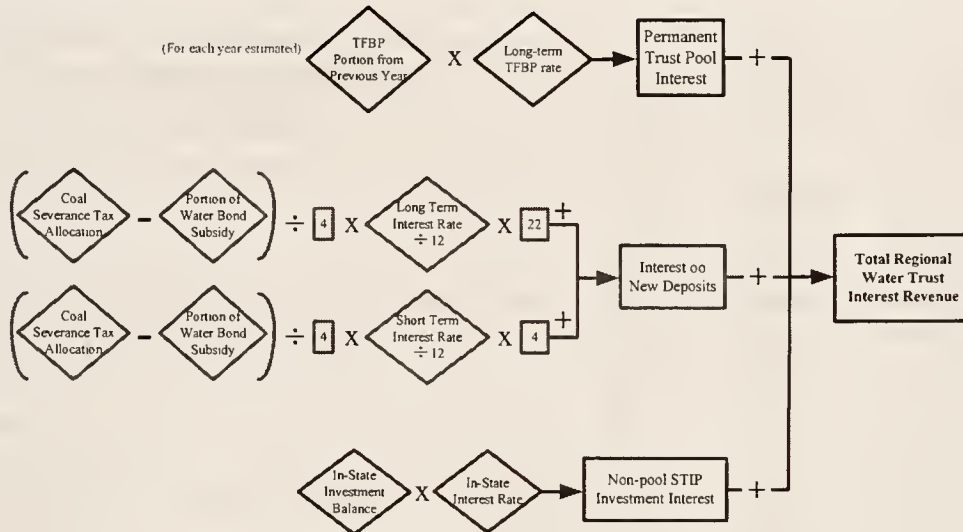 (For each year estimated)
TFBP
Portion from
Previous Year
X
Long-term
TFBP rate
Permanent
Trust Pool
Interest
+
( Coal
Severance Tax
Allocation
−
Portion of
Water Bond
Subsidy )
÷ 4 X
Long Term
Interest Rate
÷ 12
X 22
+
( Coal
Severance Tax
Allocation
−
Portion of
Water Bond
Subsidy )
÷ 4 X
Short Term
Interest Rate
÷ 12
X 4
+
Interest oo
New Deposits
+
Total Regional
Water Trust
Interest Revenue
In-State
Investment
Balance
X
In-State
Interest Rate
Non-pool STIP
Investment Interest
+